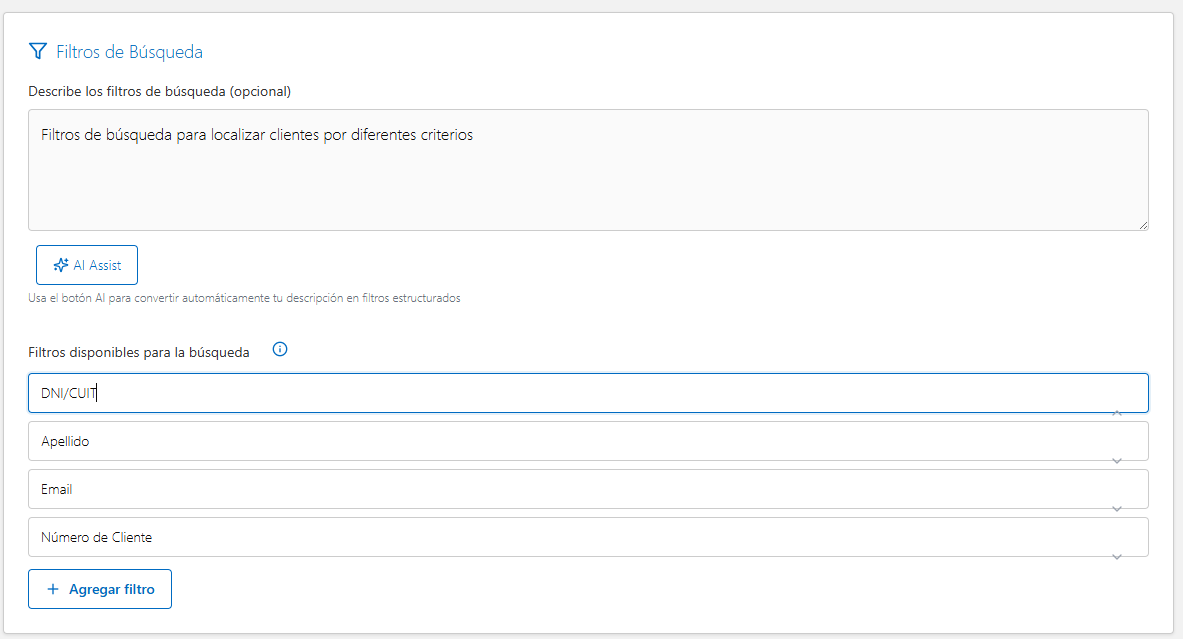 Filtros de Búsqueda
Describe los filtros de búsqueda (opcional)
Filtros de búsqueda para localizar clientes por diferentes criterios
AI Assist
Usa el botón AI para convertir automáticamente tu descripción en filtros estructurados
Filtros disponibles para la búsqueda
DNI/CUIT
Apellido
Email
Número de Cliente
+ Agregar filtro